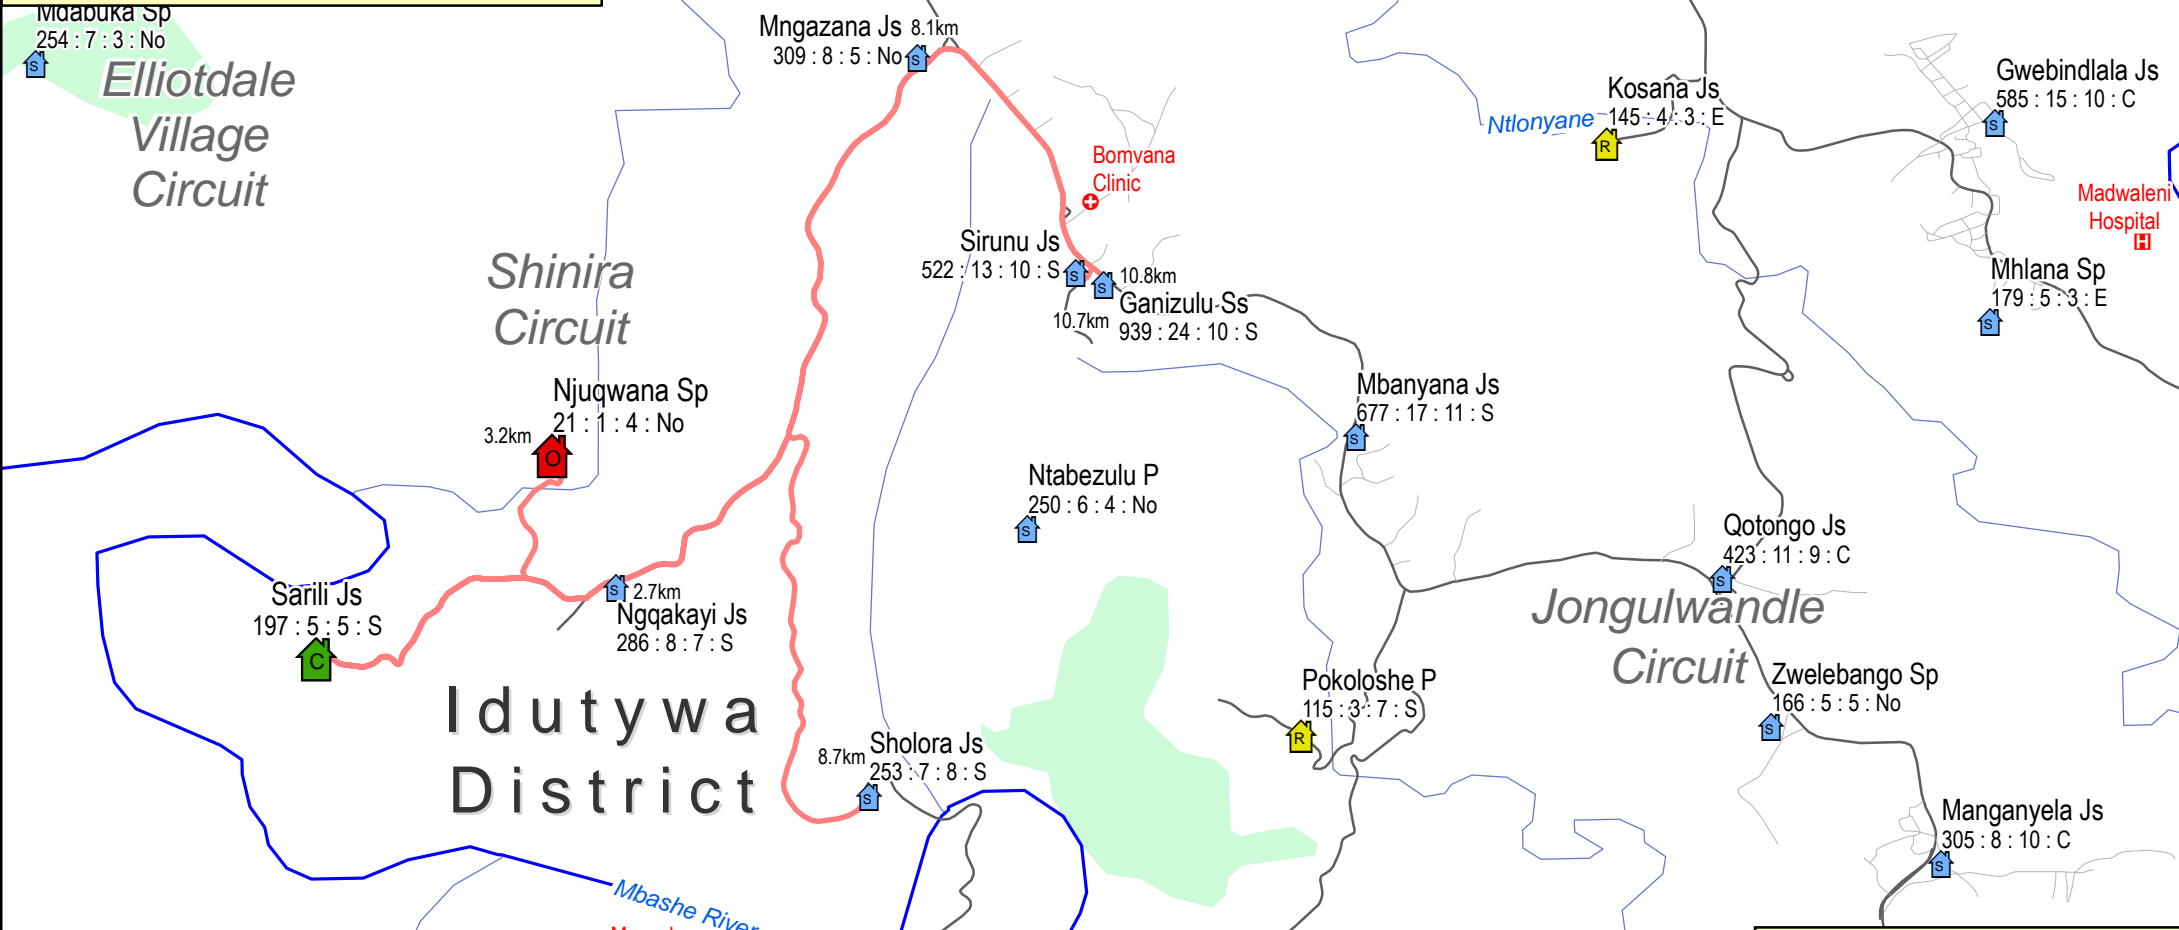 Mdabuka Sp
254 : 7 : 3 : No
S
Elliotdale
Village
Circuit
Mngazana Js 8.1km
309 : 8 : 5 : No
S
Bomvana
Clinic
Ntlonyane
Kosana Js
145 : 4 : 3 : E
R
Gwebindlala Js
585 : 15 : 10 : C
S
Madwaleni
Hospital
H
Shinira
Circuit
Sirunu Js
522 : 13 : 10 : S
S
S
10.8km
Ganizulu Ss
10.7km
939 : 24 : 10 : S
Mhlana Sp
179 : 5 : 3 : E
S
Njuqwana Sp
21 : 1 : 4 : No
3.2km
O
Mbanyana Js
677 : 17 : 11 : S
S
Ntabezulu P
250 : 6 : 4 : No
S
Qotongo Js
423 : 11 : 9 : C
S
Sarili Js
197 : 5 : 5 : S
C
S
2.7km
Ngqakayi Js
286 : 8 : 7 : S
Jongulwandle
Circuit
Idutywa
District
Pokoloshe P
115 : 3 : 7 : S
R
Zwelebango Sp
166 : 5 : 5 : No
S
Sholora Js
8.7km
253 : 7 : 8 : S
S
Manganyela Js
305 : 8 : 10 : C
S
Mbashe River